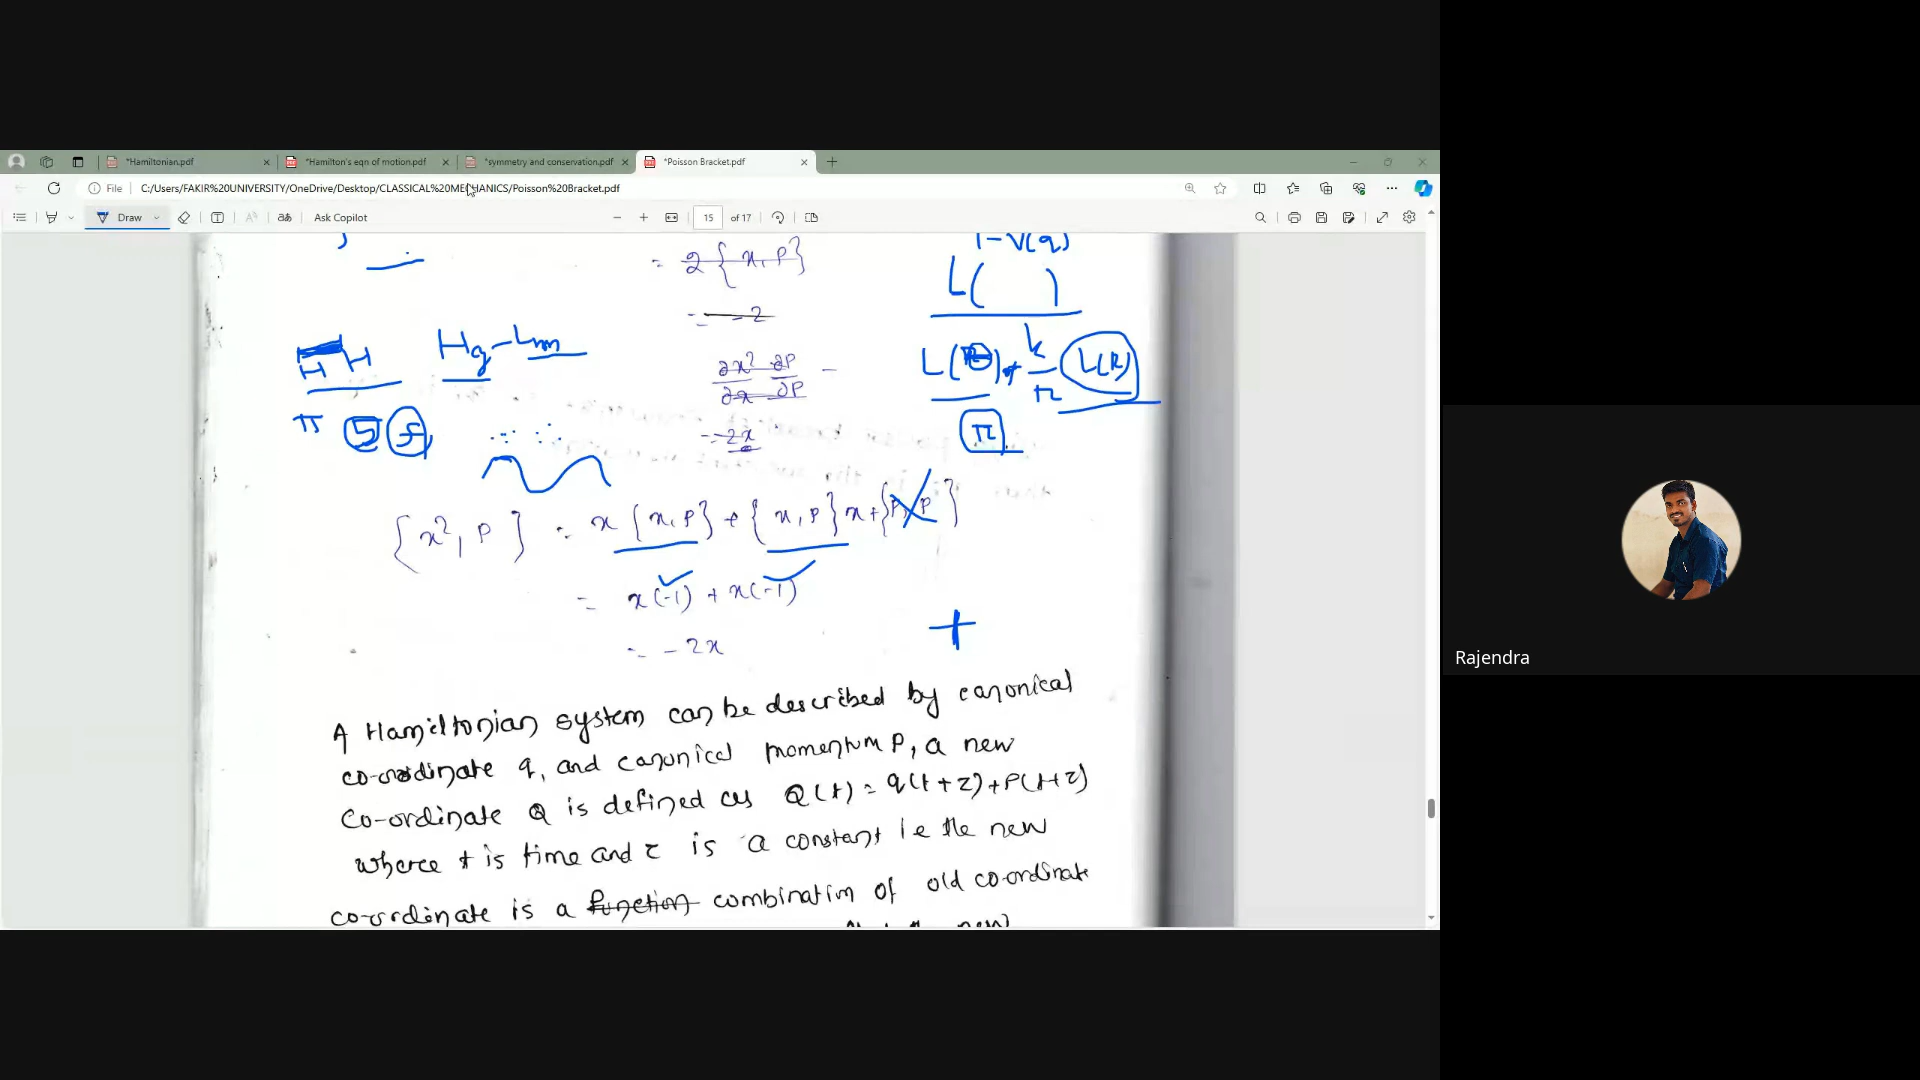 *Hamiltonian.pdf
*Hamilton's eqn of motion.pdf
*symmetry and conservation.pdf
*Poisson Bracket.pdf
File
C:/Users/FAKIR%20UNIVERSITY/OneDrive/Desktop/CLASSICAL%20MECHANICS/Poisson%20Bracket.pdf
Draw
Ask Copilot
15 of 17
= 2 { x, P }
= - 2
L( )
H H H
Hg - Lm
∂x² ∂P
∂x ∂P
= 2x
π 5 f
L(R)
π
{ x², P } = x { x, P } + { x, P } x + { P, P }
= x(-1) + x(-1)
= - 2x
+
A Hamiltonian system can be described by canonical
co-ordinate q, and canonical momentum P, a new
Co-ordinate Q is defined as Q(t) = q(t+τ)+P(t+τ)
where t is time and τ is a constant i.e the new
co-ordinate is a function combination of old co-ordinate
new
Rajendra